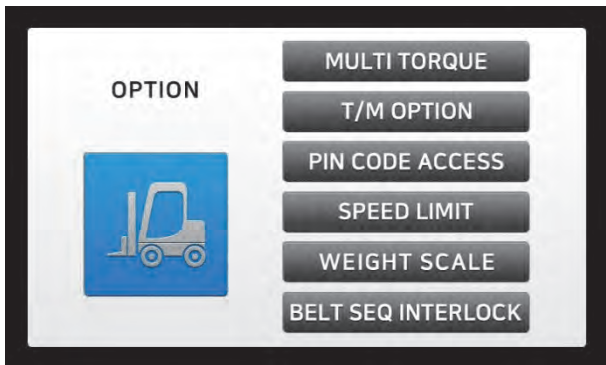 OPTION
MULTI TORQUE
T/M OPTION
PIN CODE ACCESS
SPEED LIMIT
WEIGHT SCALE
BELT SEQ INTERLOCK